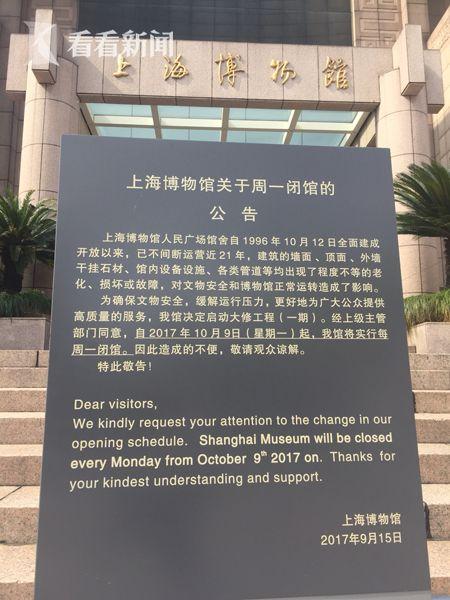 看看新闻
上海博物館
上海博物馆关于周一闭馆的
公 告
上海博物馆人民广场馆舍自1996年10月12日全面建成
开放以来，已不间断运营近21年，建筑的墙面、顶面、外墙
干挂石材、馆内设备设施、各类管道等均出现了程度不等的老
化、损坏或故障，对文物安全和博物馆正常运转造成了影响。
为确保文物安全，缓解运行压力，更好地为广大公众提供
高质量的服务，我馆决定启动大修工程（一期）。经上级主管
部门同意，自2017年10月9日（星期一）起，我馆将实行每
周一闭馆。因此造成的不便，敬请观众谅解。
特此敬告！
Dear visitors,
We kindly request your attention to the change in our
opening schedule. Shanghai Museum will be closed
every Monday from October 9th 2017 on. Thanks for
your kindest understanding and support.
上海博物馆
2017年9月15日